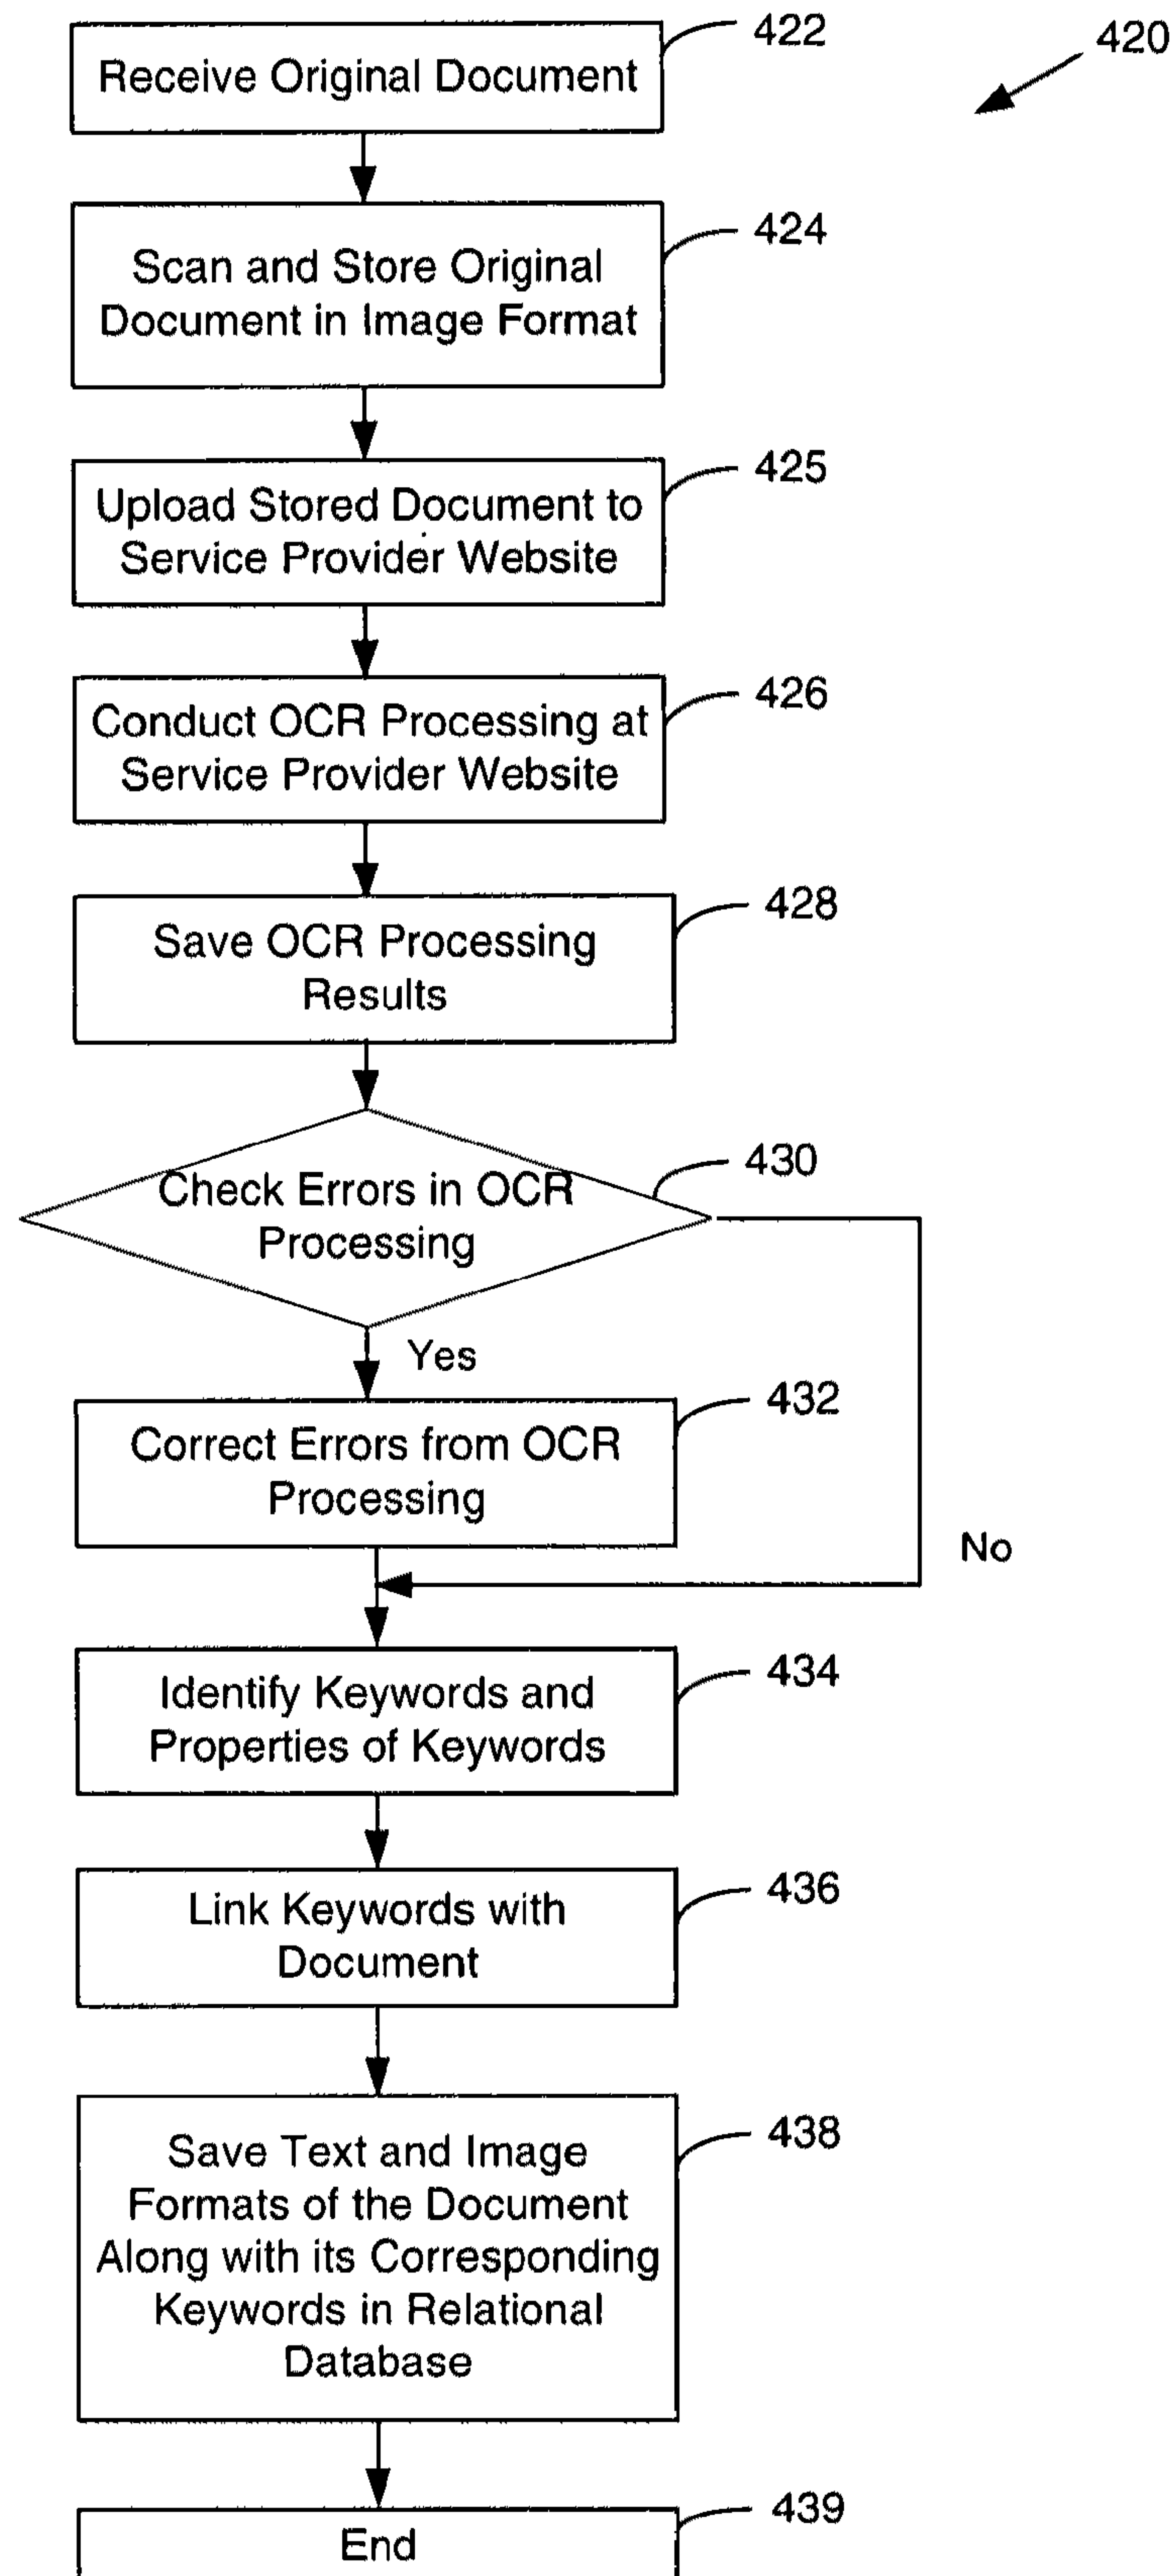 422
420
Receive Original Document
424
Scan and Store Original
Document in Image Format
425
Upload Stored Document to
Service Provider Website
426
Conduct OCR Processing at
Service Provider Website
428
Save OCR Processing
Results
430
Check Errors in OCR
Processing
Yes
432
Correct Errors from OCR
Processing
No
434
Identify Keywords and
Properties of Keywords
436
Link Keywords with
Document
438
Save Text and Image
Formats of the Document
Along with its Corresponding
Keywords in Relational
Database
439
End